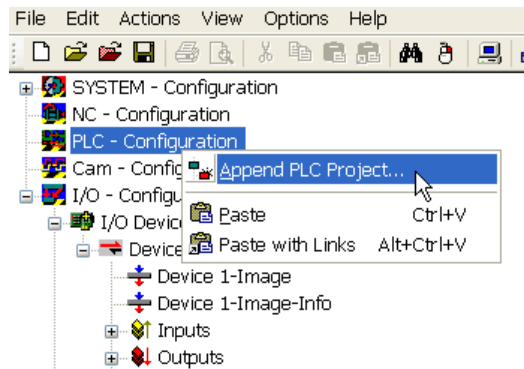 File Edit Actions View Options Help
SYSTEM - Configuration
NC - Configuration
PLC - Configuration
Append PLC Project...
Cam - Config
I/O - Configu
Paste Ctrl+V
I/O Devic
Paste with Links Alt+Ctrl+V
Device
Device 1-Image
Device 1-Image-Info
Inputs
Outputs